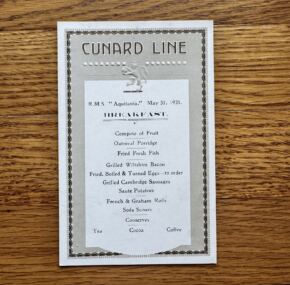 CUNARD LINE
R.M.S. "Aquitania." May 31, 1921.
BREAKFAST.
Compote of Fruit
Oatmeal Porridge
Fried Fresh Fish
Grilled Wiltshire Bacon
Fried, Boiled & Turned Eggs—to order
Grilled Cambridge Sausages
Saute Potatoes
French & Graham Rolls
Soda Scones
Conserves
Tea Cocoa Coffee